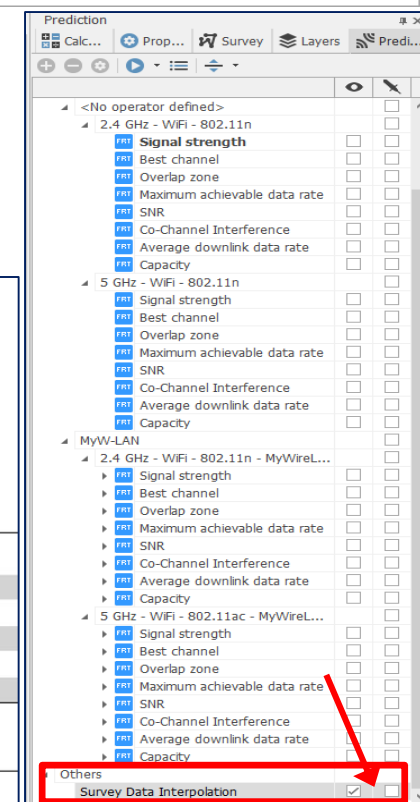 Prediction
Calc... Prop... Survey Layers Predi...
<No operator defined>
2.4 GHz - WiFi - 802.11n
FRT Signal strength
FRT Best channel
FRT Overlap zone
FRT Maximum achievable data rate
FRT SNR
FRT Co-Channel Interference
FRT Average downlink data rate
FRT Capacity
5 GHz - WiFi - 802.11n
FRT Signal strength
FRT Best channel
FRT Overlap zone
FRT Maximum achievable data rate
FRT SNR
FRT Co-Channel Interference
FRT Average downlink data rate
FRT Capacity
MyW-LAN
2.4 GHz - WiFi - 802.11n - MyWireL...
FRT Signal strength
FRT Best channel
FRT Overlap zone
FRT Maximum achievable data rate
FRT SNR
FRT Co-Channel Interference
FRT Average downlink data rate
FRT Capacity
5 GHz - WiFi - 802.11ac - MyWireL...
FRT Signal strength
FRT Best channel
FRT Overlap zone
FRT Maximum achievable data rate
FRT SNR
FRT Co-Channel Interference
FRT Average downlink data rate
FRT Capacity
Others
Survey Data Interpolation